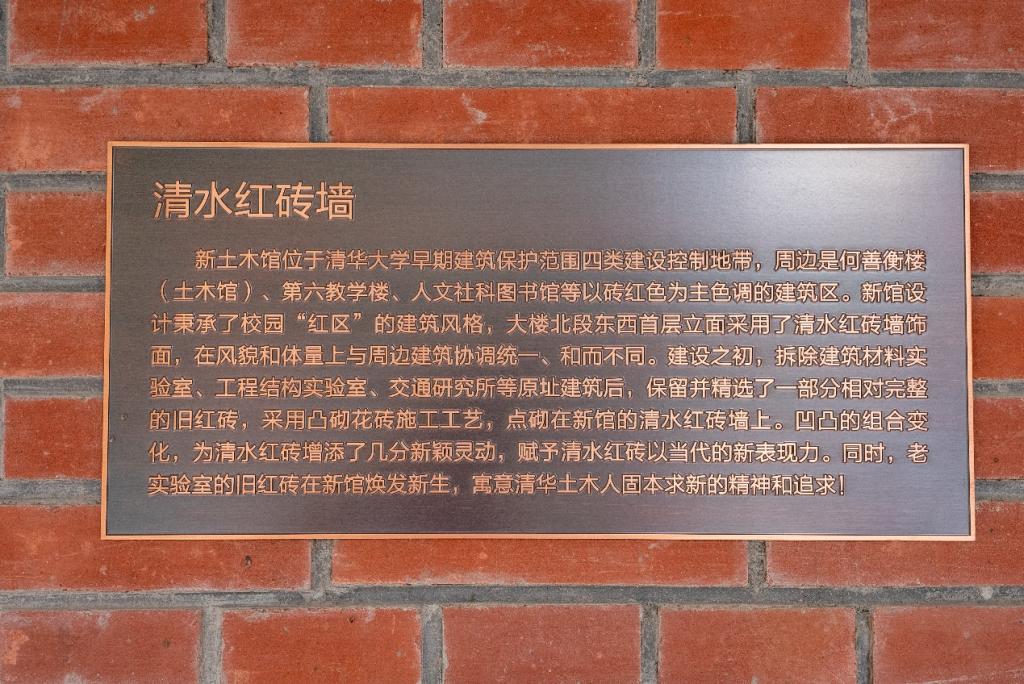 清水红砖墙
新土木馆位于清华大学早期建筑保护范围四类建设控制地带，周边是何善衡楼
（土木馆）、第六教学楼、人文社科图书馆等以砖红色为主色调的建筑区。新馆设
计秉承了校园“红区”的建筑风格，大楼北段东西首层立面采用了清水红砖墙饰
面，在风貌和体量上与周边建筑协调统一、和而不同。建设之初，拆除建筑材料实
验室、工程结构实验室、交通研究所等原址建筑后，保留并精选了一部分相对完整
的旧红砖，采用凸砌花砖施工工艺，点砌在新馆的清水红砖墙上。凹凸的组合变
化，为清水红砖增添了几分新颖灵动，赋予清水红砖以当代的新表现力。同时，老
实验室的旧红砖在新馆焕发新生，寓意清华土木人固本求新的精神和追求！